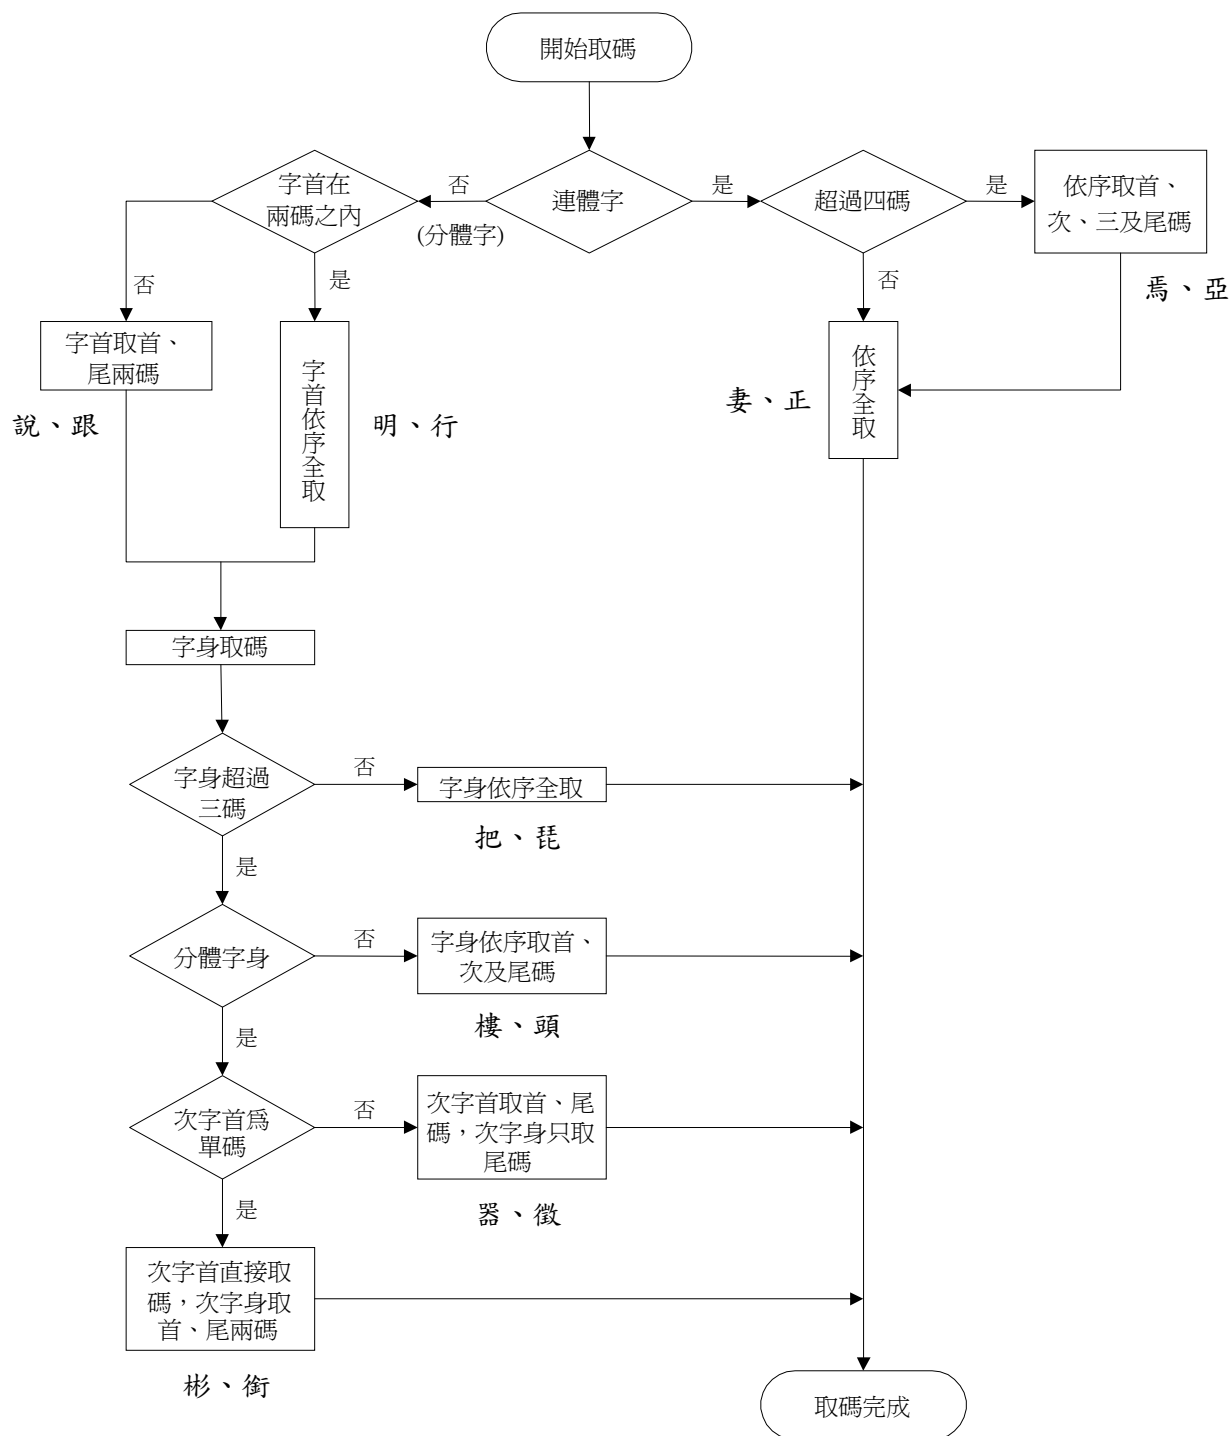 開始取碼
字首在
兩碼之內
否
連體字
是
超過四碼
是
依序取首、
次、三及尾碼
(分體字)
否
是
否
焉、亞
字首取首、
尾兩碼
字首依序全取
依序全取
說、跟
明、行
妻、正
字身取碼
字身超過
三碼
否
字身依序全取
把、琵
是
分體字身
否
字身依序取首、
次及尾碼
樓、頭
是
次字首為
單碼
否
次字首取首、尾
碼，次字身只取
尾碼
器、徵
是
次字首直接取
碼，次字身取
首、尾兩碼
彬、銜
取碼完成